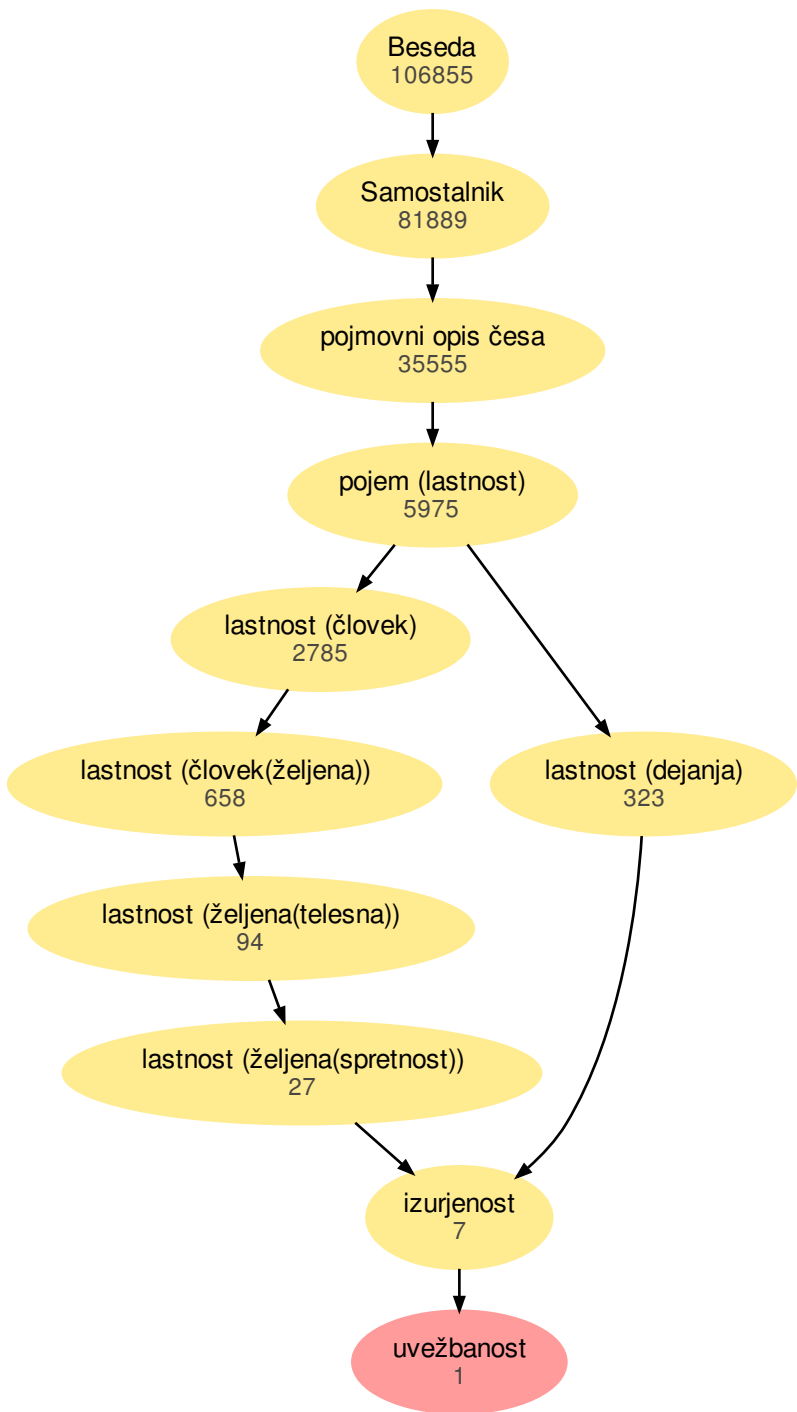 Beseda
106855
Samostalnik
81889
pojmovni opis česa
35555
pojem (lastnost)
5975
lastnost (človek)
2785
lastnost (človek(željena))
658
lastnost (dejanja)
323
lastnost (željena(telesna))
94
lastnost (željena(spretnost))
27
izurjenost
7
uvežbanost
1